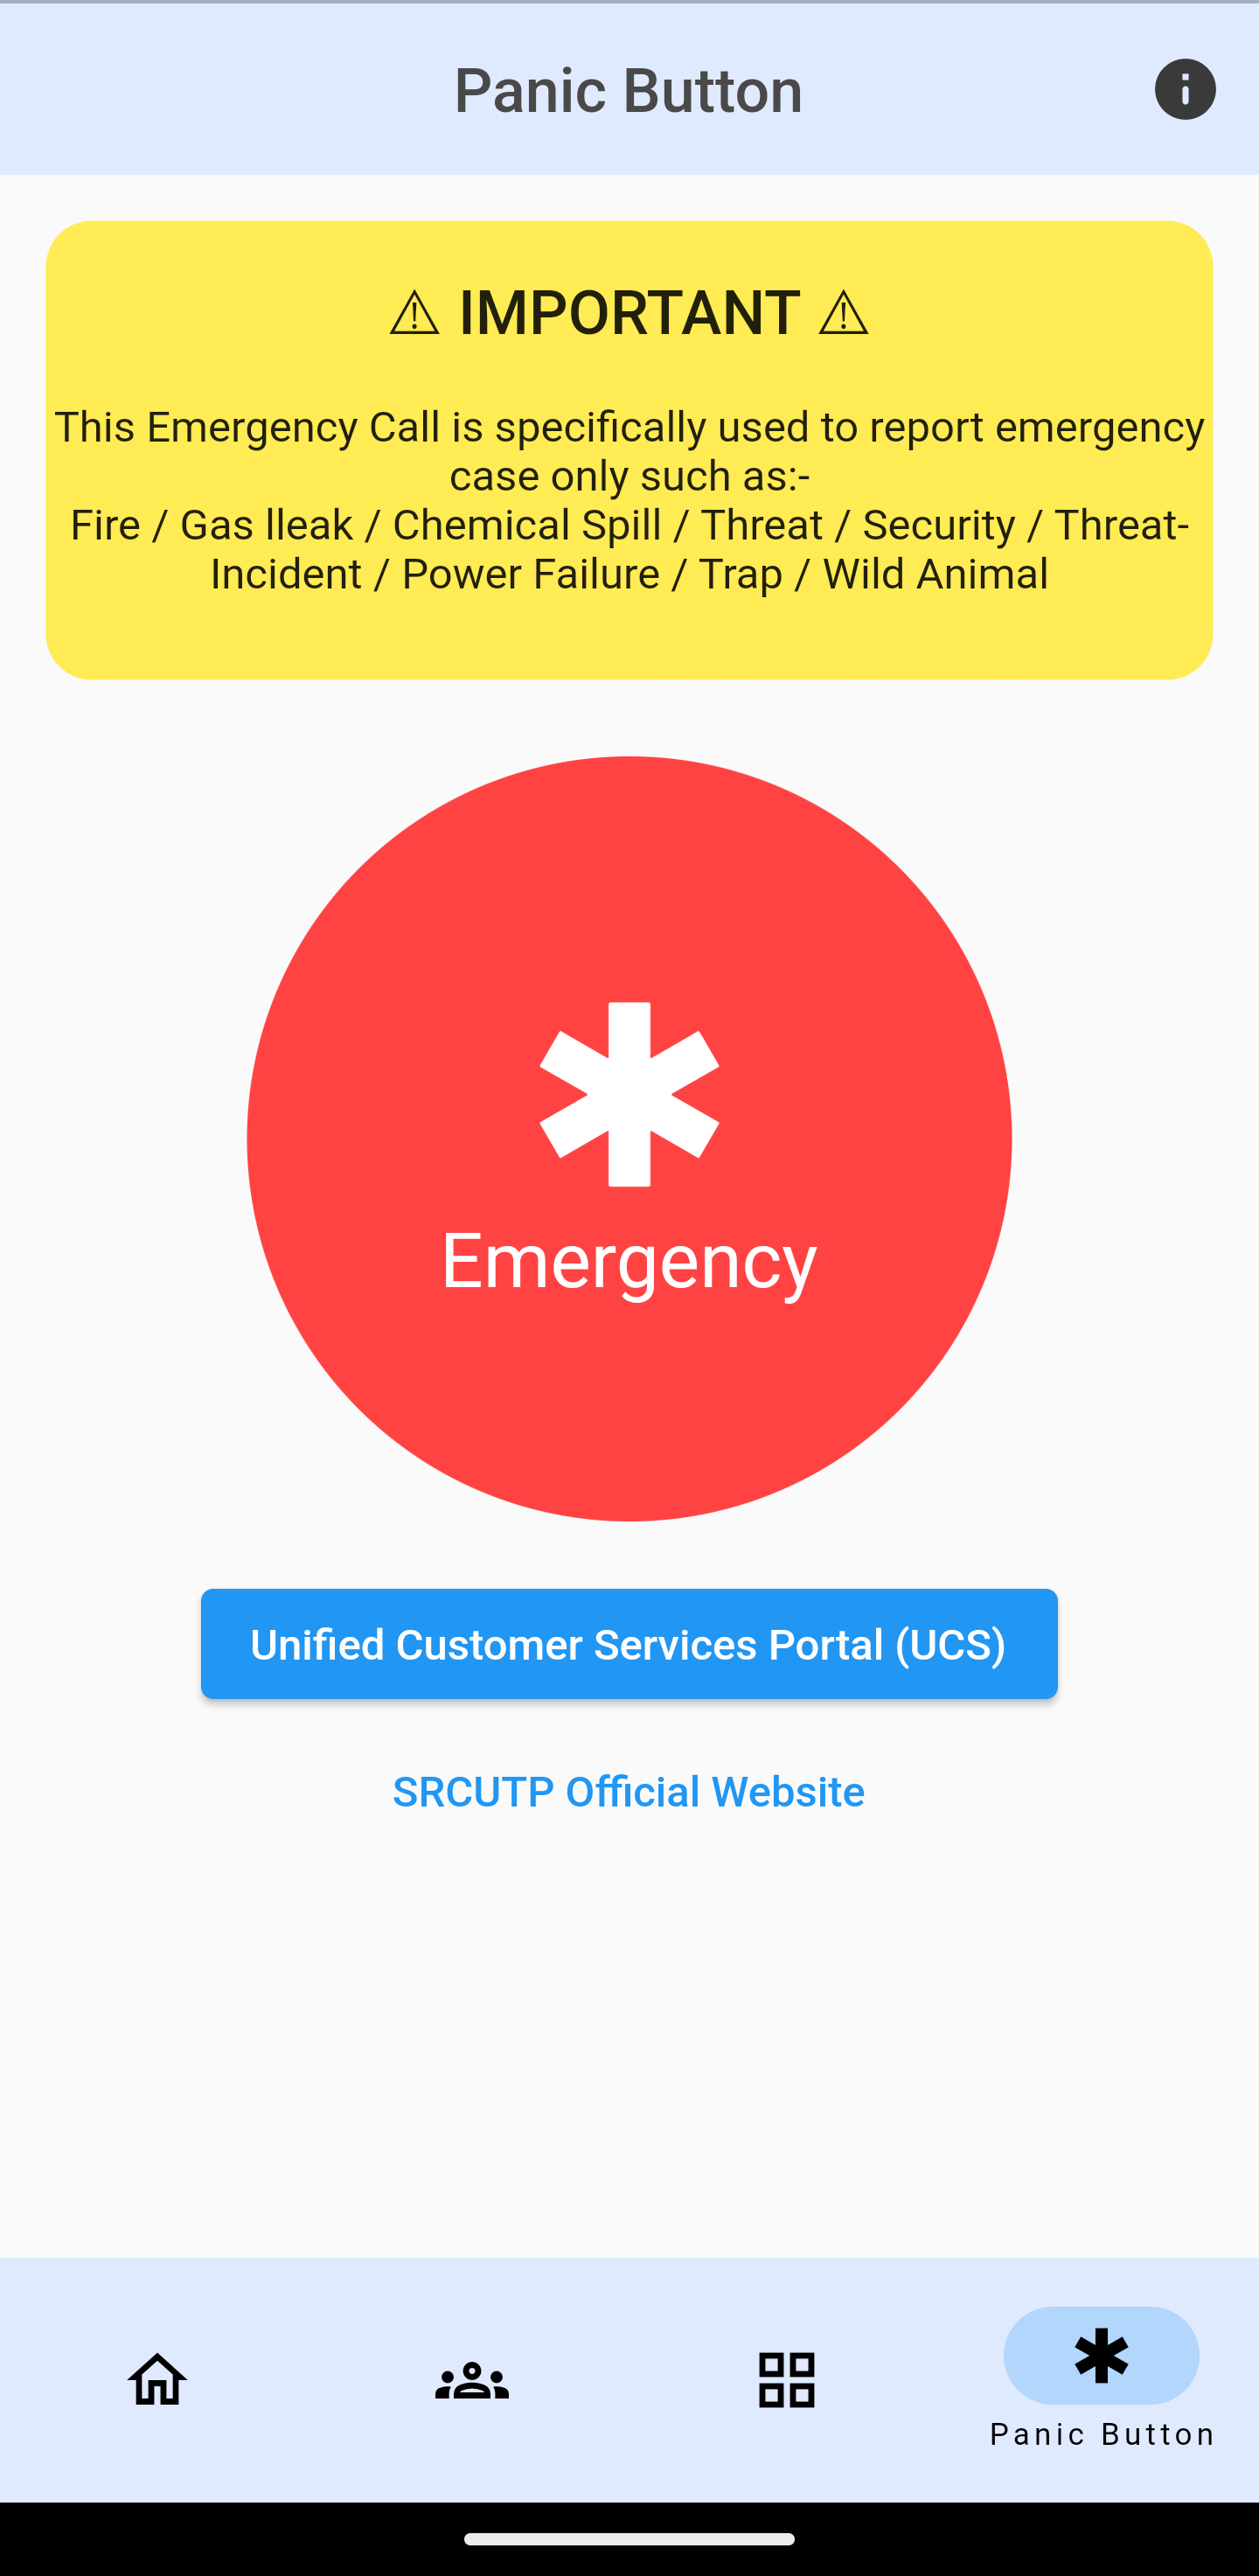 Panic Button
⚠ IMPORTANT ⚠
This Emergency Call is specifically used to report emergency
case only such as:-
Fire / Gas lleak / Chemical Spill / Threat / Security / Threat-
Incident / Power Failure / Trap / Wild Animal
Emergency
Unified Customer Services Portal (UCS)
SRCUTP Official Website
Panic Button